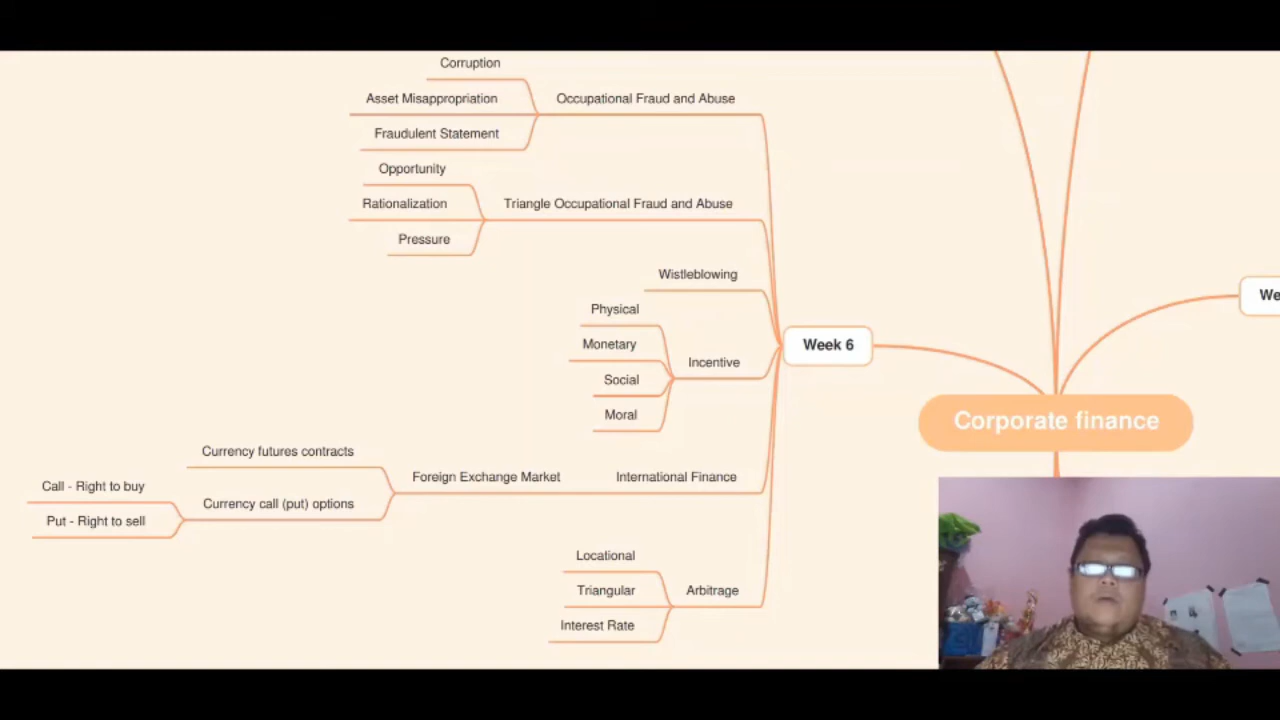 Corruption
Asset Misappropriation
Occupational Fraud and Abuse
Fraudulent Statement
Opportunity
Rationalization
Triangle Occupational Fraud and Abuse
Pressure
Wistleblowing
Physical
Monetary
Incentive
Social
Moral
Week 6
Corporate finance
Currency futures contracts
Foreign Exchange Market
International Finance
Call - Right to buy
Currency call (put) options
Put - Right to sell
Locational
Triangular
Arbitrage
Interest Rate